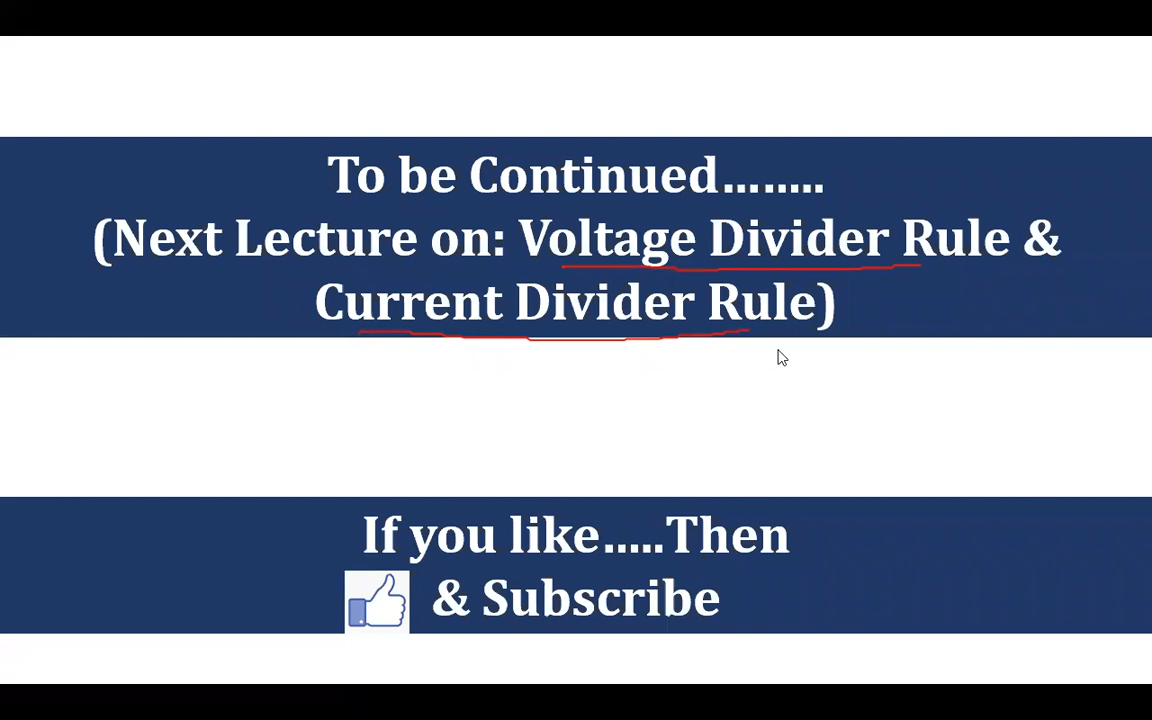 To be Continued........
(Next Lecture on: Voltage Divider Rule &
Current Divider Rule)
If you like.....Then
& Subscribe